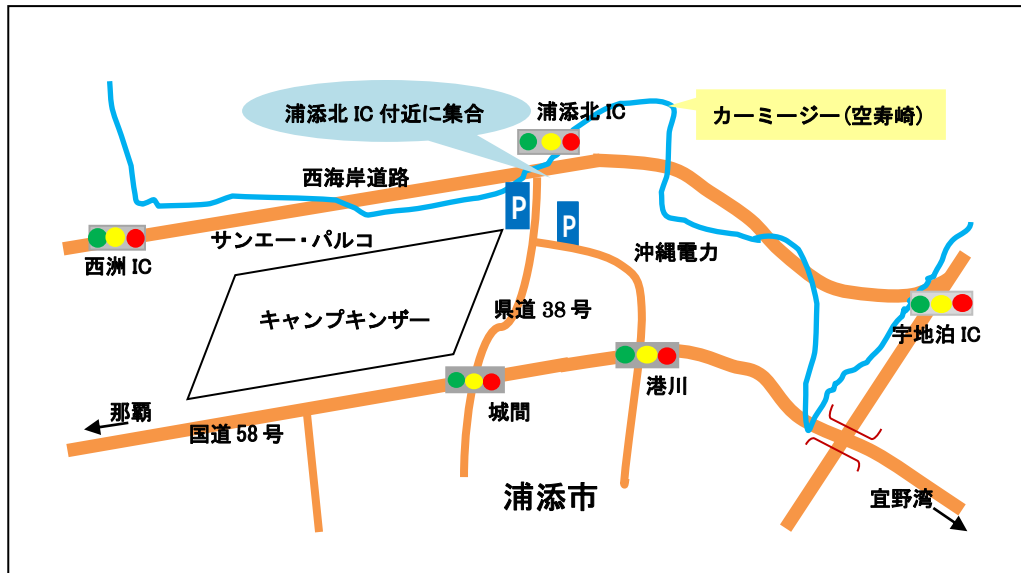 浦添北 IC 付近に集合
浦添北 IC
カーミージー(空寿崎)
西海岸道路
P
P
サンエー・パルコ
沖縄電力
西洲 IC
キャンプキンザー
県道 38 号
宇地泊 IC
港川
城間
那覇
国道 58 号
浦添市
宜野湾